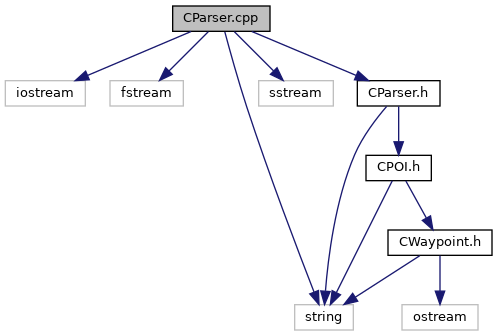 CParser.cpp
iostream
fstream
sstream
CParser.h
CPOI.h
CWaypoint.h
string
ostream